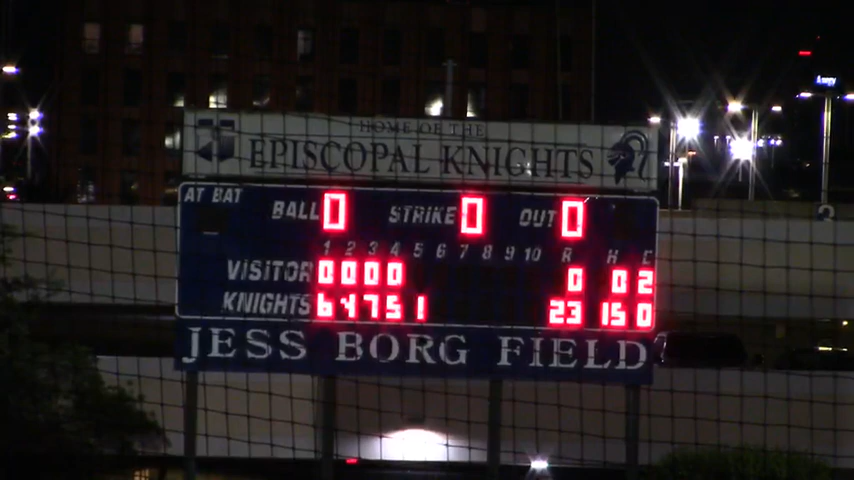 HOME OF THE
EPISCOPAL KNIGHTS
AT BAT
BALL 0 STRIKE 0 OUT 0
1 2 3 4 5 6 7 8 9 10 R H E
VISITOR 0 0 0 0 0 0 2
KNIGHTS 6 4 7 5 1 23 15 0
JESS BORG FIELD